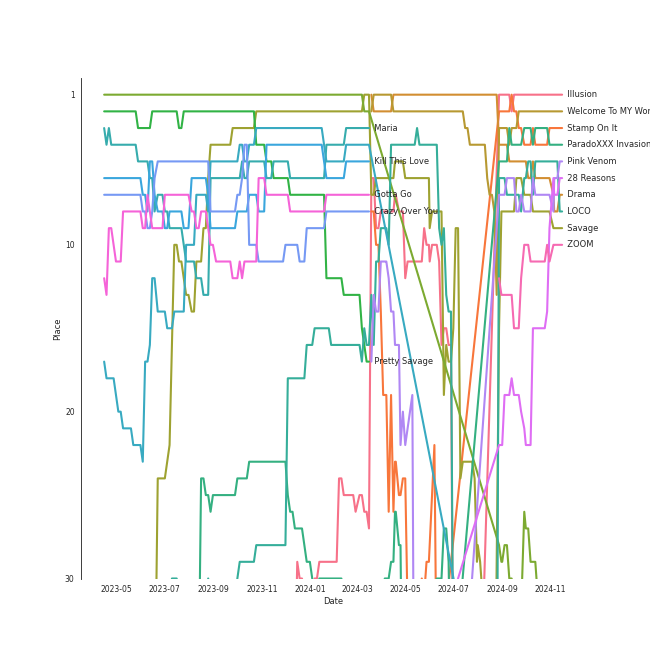 1
10
20
30
Place
2023-05
2023-07
2023-09
2023-11
2024-01
2024-03
2024-05
2024-07
2024-09
2024-11
Date
Maria
Kill This Love
Gotta Go
Crazy Over You
Pretty Savage
Illusion
Welcome To MY Wor
Stamp On It
ParadoXXX Invasion
Pink Venom
28 Reasons
Drama
LOCO
Savage
ZOOM